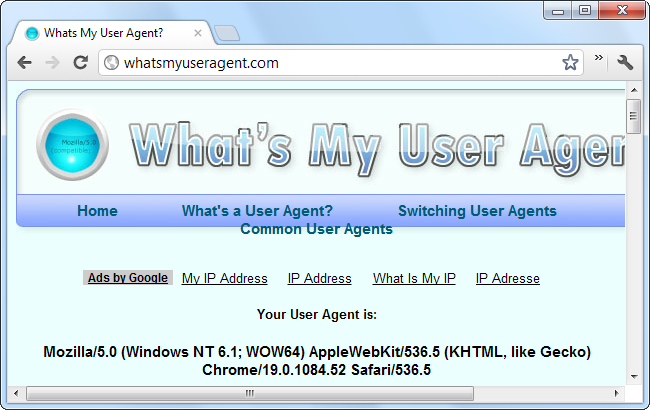 Whats My User Agent?
whatsmyuseragent.com
Mozilla/5.0
(compatible;
What's My User Agen
Home What's a User Agent? Switching User Agents
Common User Agents
Ads by Google My IP Address IP Address What Is My IP IP Adresse
Your User Agent is:
Mozilla/5.0 (Windows NT 6.1; WOW64) AppleWebKit/536.5 (KHTML, like Gecko)
Chrome/19.0.1084.52 Safari/536.5